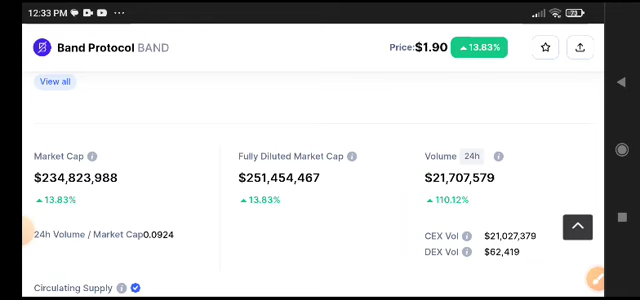 12:33 PM
Band Protocol BAND
Price:$1.90 13.83%
View all
Market Cap
$234,823,988
13.83%
24h Volume / Market Cap0.0924
Fully Diluted Market Cap
$251,454,467
13.83%
Volume 24h
$21,707,579
110.12%
CEX Vol $21,027,379
DEX Vol $62,419
Circulating Supply